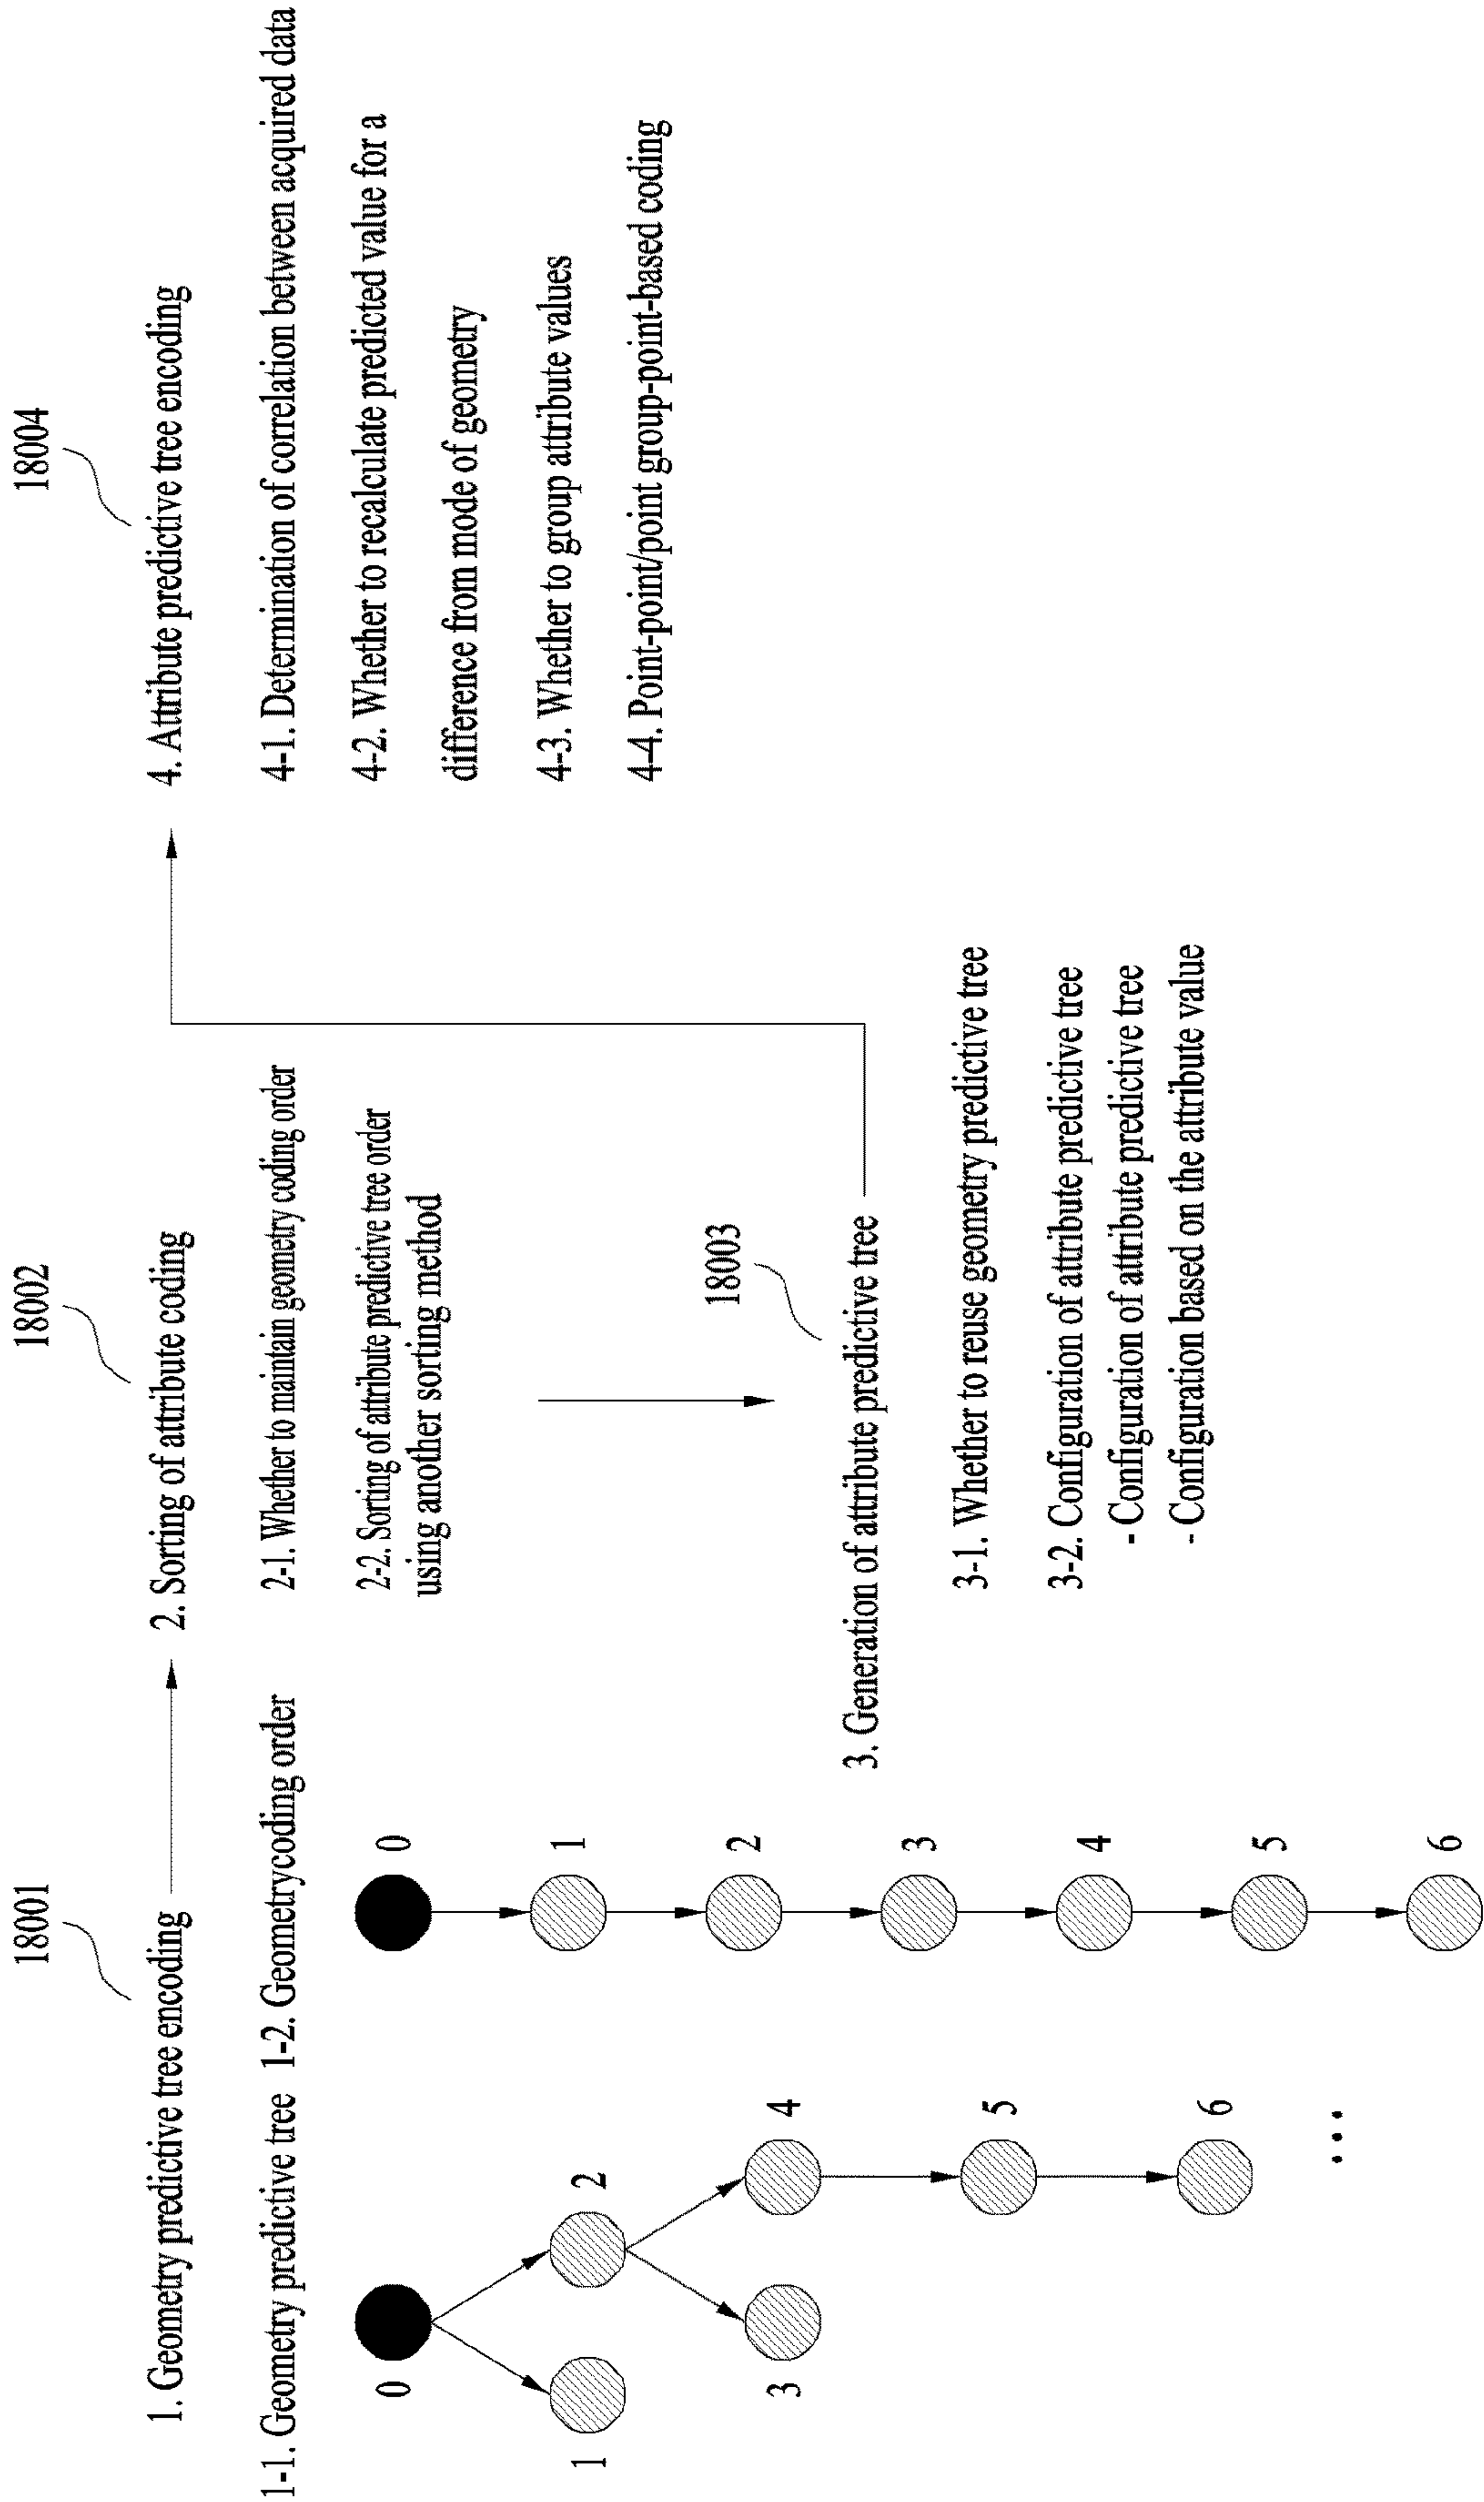 18001
1. Geometry predictive tree encoding
1-1. Geometry predictive tree
0
1
2
3
4
5
6
...
1-2. Geometrycoding order
0
1
2
3
4
5
6
18002
2. Sorting of attribute coding
2-1. Whether to maintain geometry coding order
2-2. Sorting of attribute predictive tree order
using another sorting method
18003
3. Generation of attribute predictive tree
3-1. Whether to reuse geometry predictive tree
3-2. Configuration of attribute predictive tree
- Configuration of attribute predictive tree
- Configuration based on the attribute value
18004
4. Attribute predictive tree encoding
4-1. Determination of correlation between acquired data
4-2. Whether to recalculate predicted value for a
difference from mode of geometry
4-3. Whether to group attribute values
4-4. Point-point/point group-point-based coding